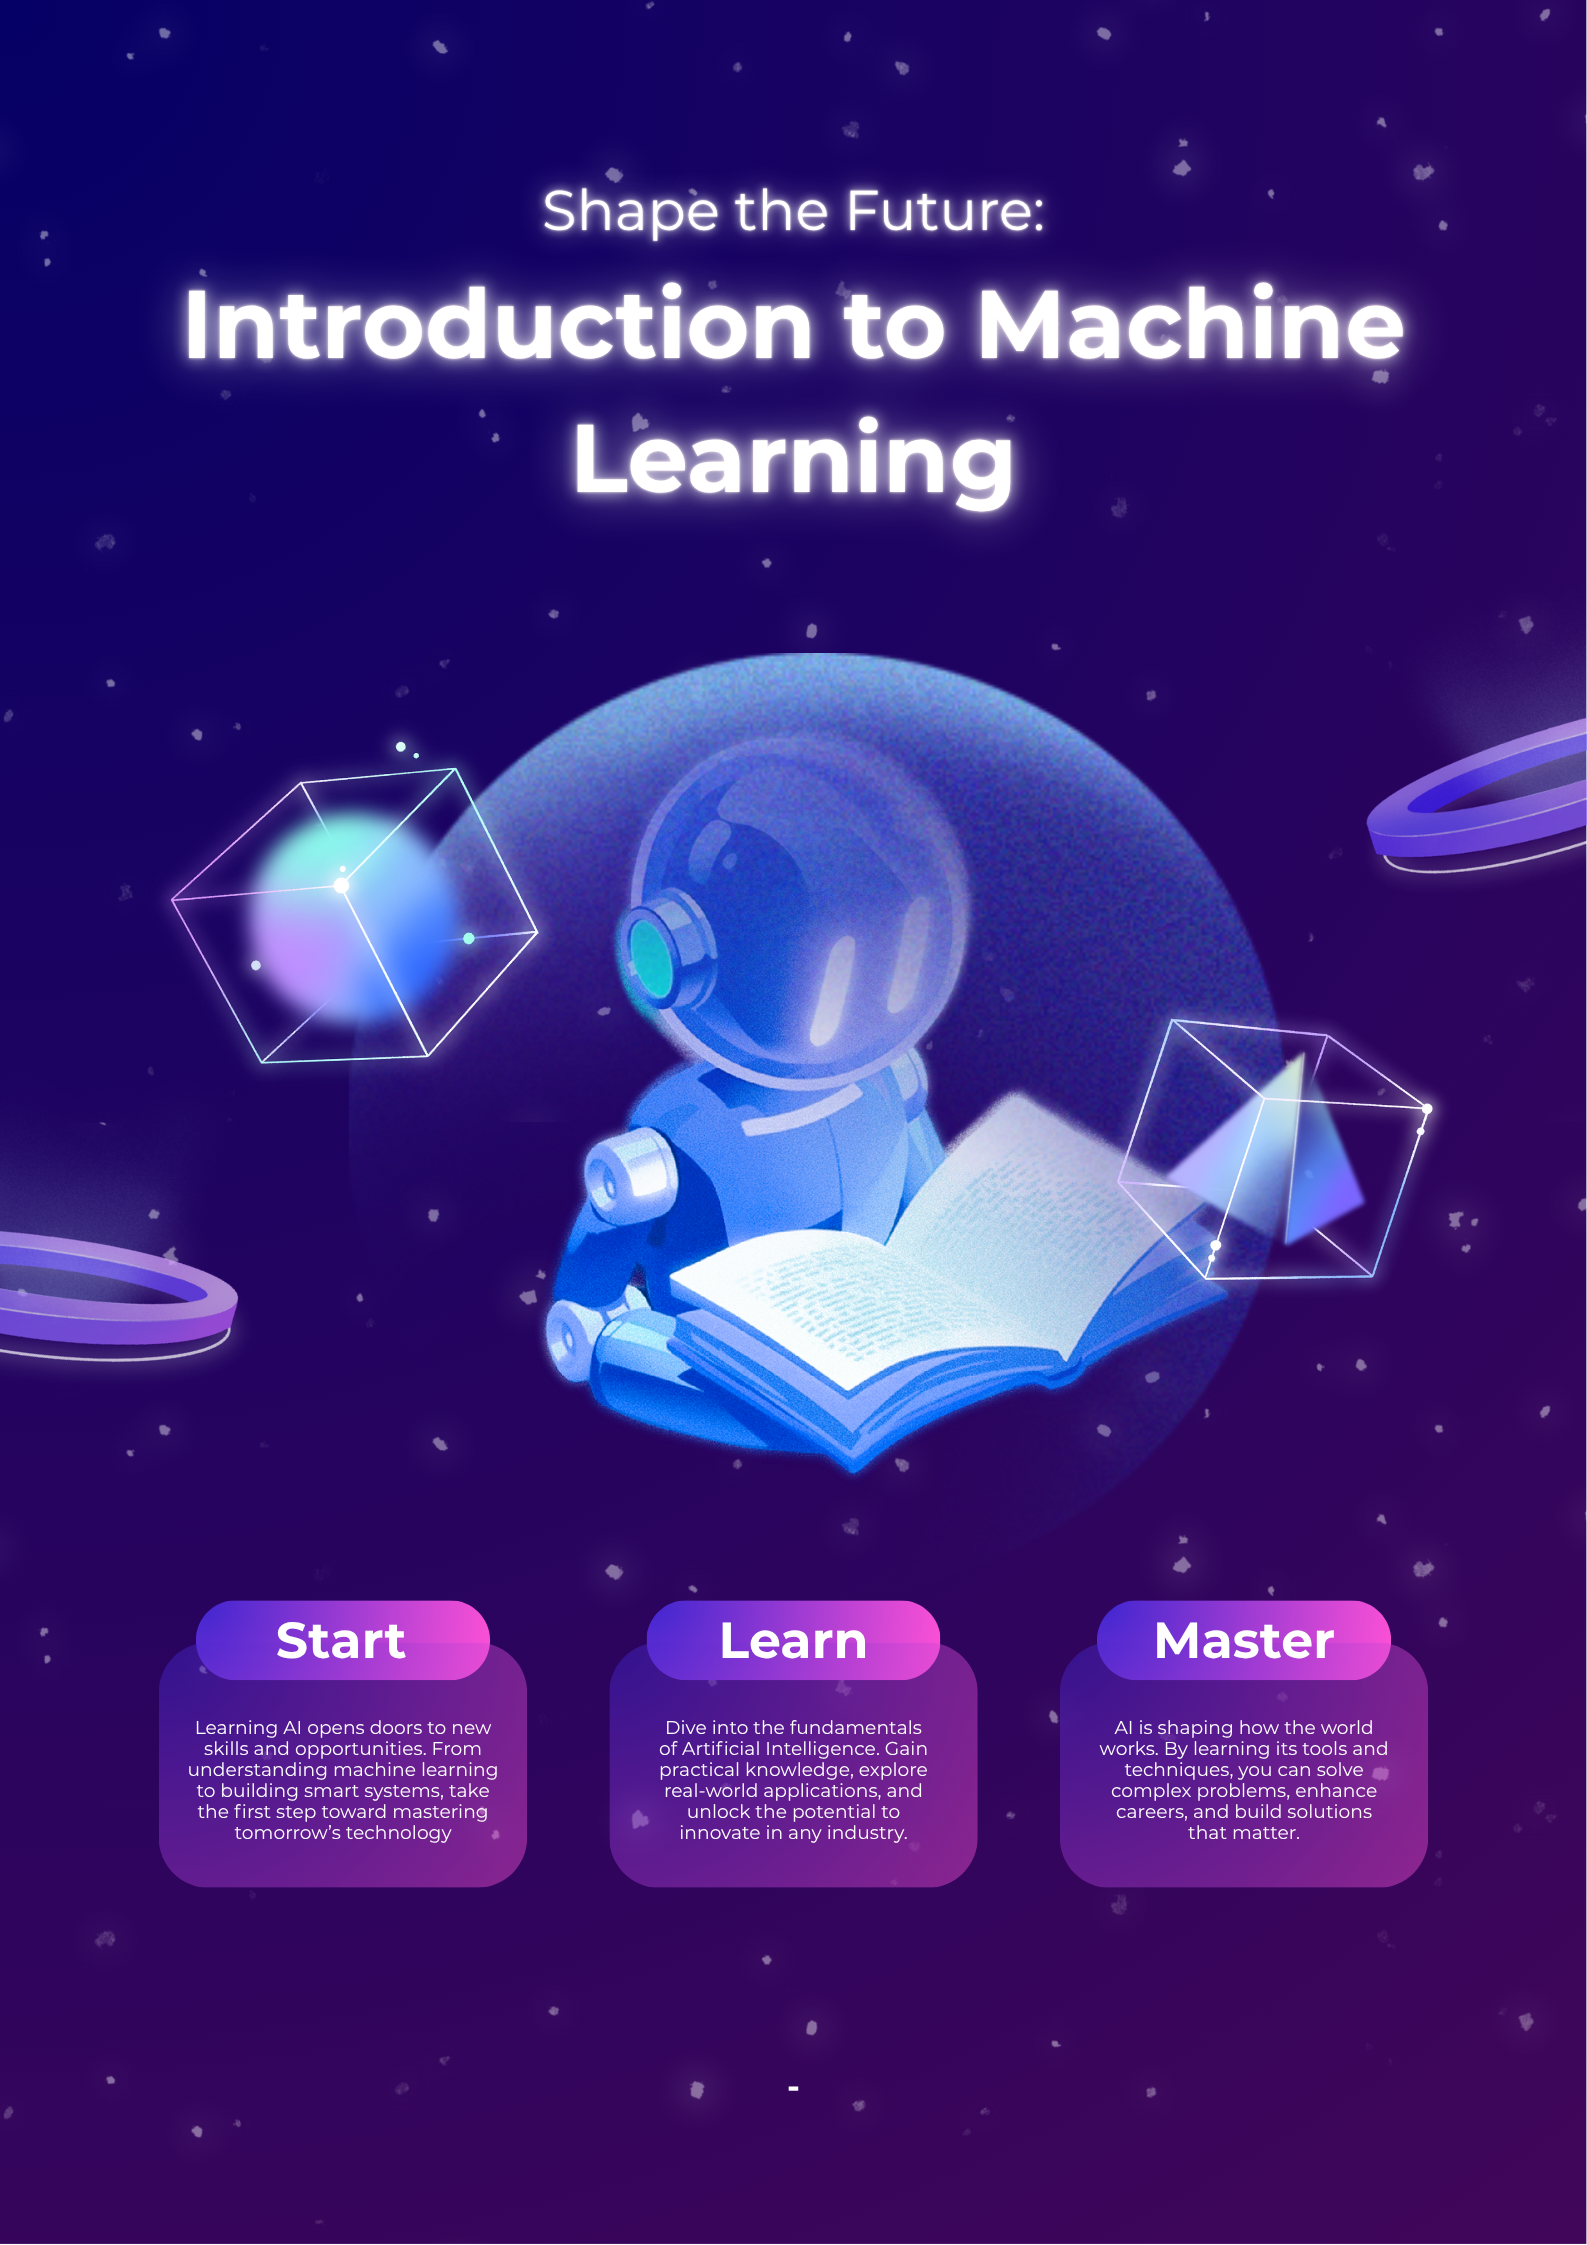 Shape the Future:
Introduction to Machine
Learning
Start
Learning AI opens doors to new
skills and opportunities. From
understanding machine learning
to building smart systems, take
the first step toward mastering
tomorrow’s technology
Learn
Dive into the fundamentals
of Artificial Intelligence. Gain
practical knowledge, explore
real-world applications, and
unlock the potential to
innovate in any industry.
Master
AI is shaping how the world
works. By learning its tools and
techniques, you can solve
complex problems, enhance
careers, and build solutions
that matter.
-